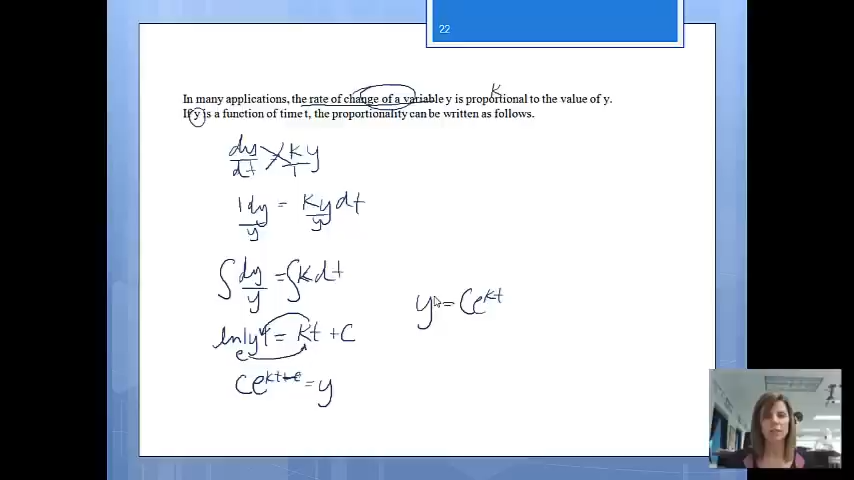 22
K
In many applications, the rate of change of a variable y is proportional to the value of y.
If y is a function of time t, the proportionality can be written as follows.
dy/dt = Ky/1
1dy/y = Ky/y dt
∫ dy/y = ∫ K dt
ln|y| = Kt + C
e
Ce^{kt+c} = y
y = Ce^{kt}